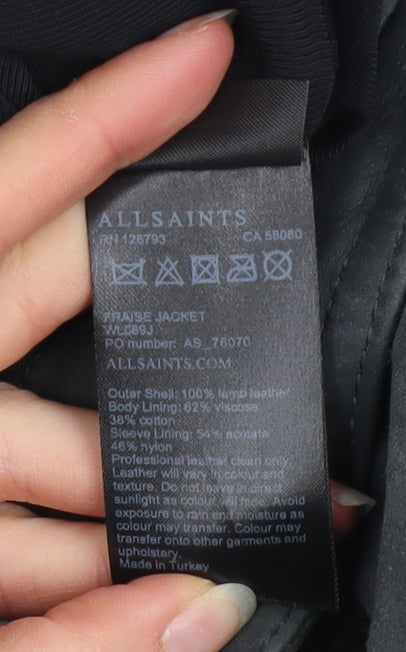 ALLSAINTS
RN 128793 CA 58080
FRAISE JACKET
WL089J
PO number: AS_76070
ALLSAINTS.COM
Outer Shell: 100% lamb leather
Body Lining: 62% viscose
38% cotton
Sleeve Lining: 54% acetate
46% nylon
Professional leather clean only
Leather will vary in colour and
texture. Do not leave in direct
sunlight as colour will face. Avoid
exposure to rain and moisture as
colour may transfer. Colour may
transfer onto other garments and
upholstery.
Made in Turkey